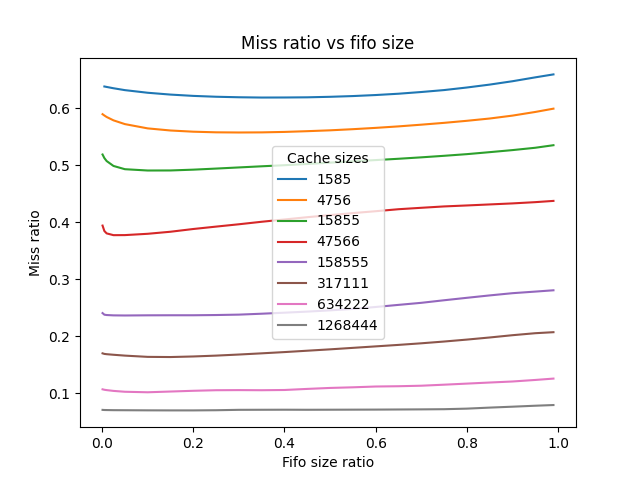 Miss ratio vs fifo size
Miss ratio
0.6
0.5
0.4
0.3
0.2
0.1
Cache sizes
1585
4756
15855
47566
158555
317111
634222
1268444
0.0 0.2 0.4 0.6 0.8 1.0
Fifo size ratio